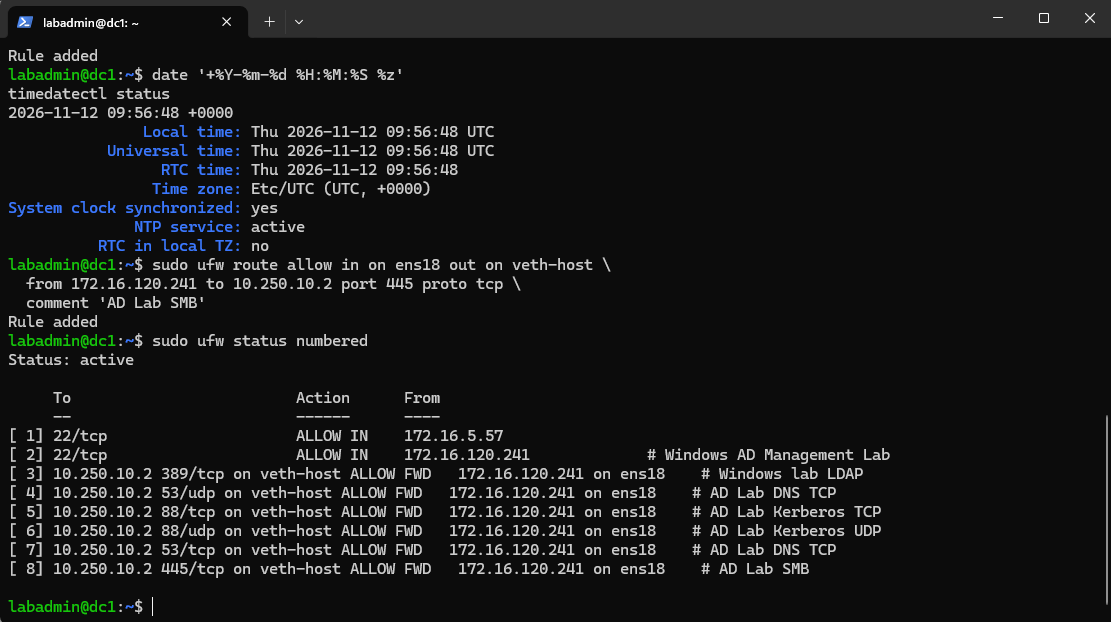 labadmin@dc1: ~
Rule added
labadmin@dc1:~$ date '+%Y-%m-%d %H:%M:%S %z'
timedatectl status
2026-11-12 09:56:48 +0000
               Local time: Thu 2026-11-12 09:56:48 UTC
           Universal time: Thu 2026-11-12 09:56:48 UTC
                 RTC time: Thu 2026-11-12 09:56:48
                Time zone: Etc/UTC (UTC, +0000)
System clock synchronized: yes
              NTP service: active
          RTC in local TZ: no
labadmin@dc1:~$ sudo ufw route allow in on ens18 out on veth-host \
  from 172.16.120.241 to 10.250.10.2 port 445 proto tcp \
  comment 'AD Lab SMB'
Rule added
labadmin@dc1:~$ sudo ufw status numbered
Status: active
     To                         Action      From
     --                         ------      ----
[ 1] 22/tcp                     ALLOW IN    172.16.5.57
[ 2] 22/tcp                     ALLOW IN    172.16.120.241             # Windows AD Management Lab
[ 3] 10.250.10.2 389/tcp on veth-host ALLOW FWD   172.16.120.241 on ens18    # Windows lab LDAP
[ 4] 10.250.10.2 53/udp on veth-host ALLOW FWD   172.16.120.241 on ens18    # AD Lab DNS TCP
[ 5] 10.250.10.2 88/tcp on veth-host ALLOW FWD   172.16.120.241 on ens18    # AD Lab Kerberos TCP
[ 6] 10.250.10.2 88/udp on veth-host ALLOW FWD   172.16.120.241 on ens18    # AD Lab Kerberos UDP
[ 7] 10.250.10.2 53/tcp on veth-host ALLOW FWD   172.16.120.241 on ens18    # AD Lab DNS TCP
[ 8] 10.250.10.2 445/tcp on veth-host ALLOW FWD   172.16.120.241 on ens18    # AD Lab SMB
labadmin@dc1:~$